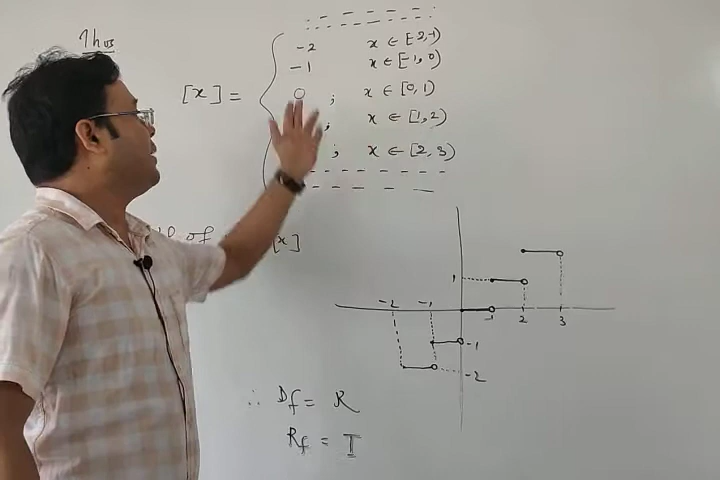 Thus
-2 x ∈ [-2,-1)
-1 x ∈ [-1, 0)
[x] = 0 ; x ∈ [0, 1)
; x ∈ [1, 2)
; x ∈ [2, 3)
of [x]
1
-2 -1 1 2 3
-1
-2
∴ Df = R
Rf = I